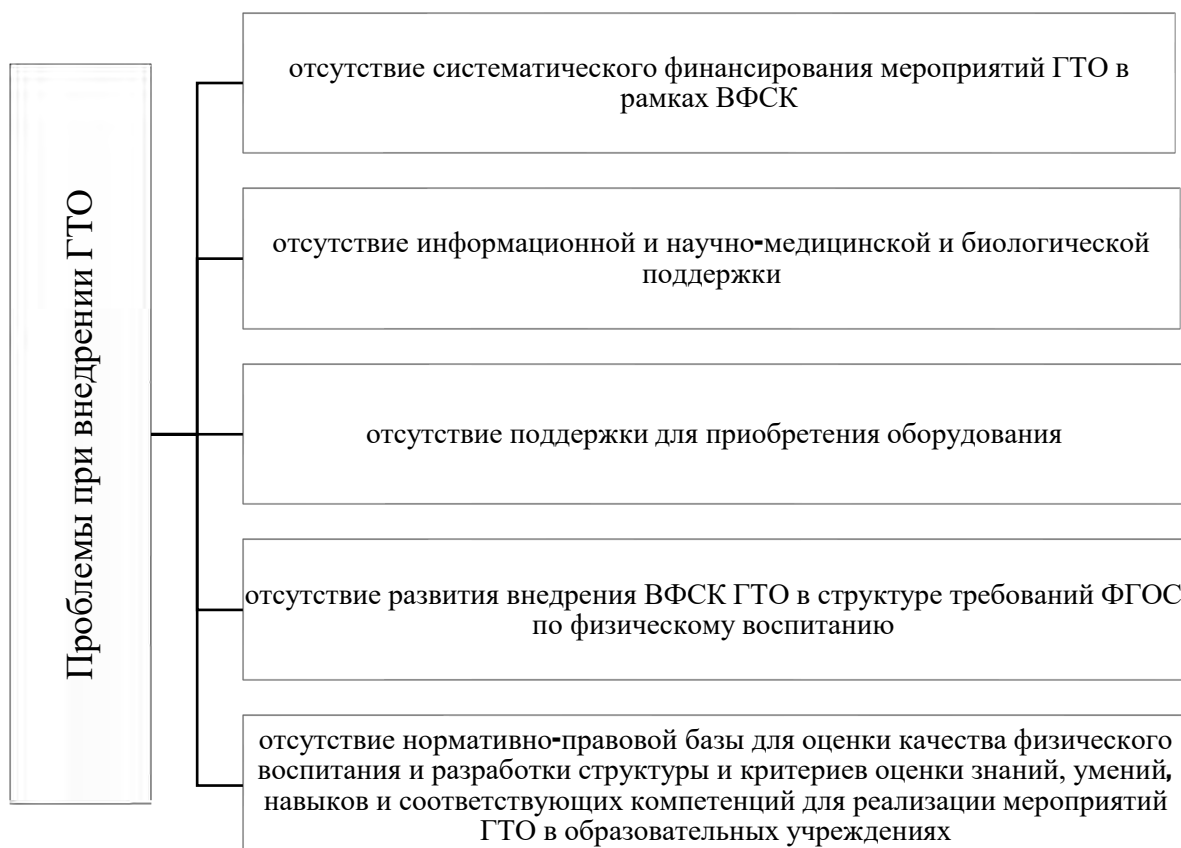 Проблемы при внедрении ГТО
отсутствие систематического финансирования мероприятий ГТО в
рамках ВФСК
отсутствие информационной и научно-медицинской и биологической
поддержки
отсутствие поддержки для приобретения оборудования
отсутствие развития внедрения ВФСК ГТО в структуре требований ФГОС
по физическому воспитанию
отсутствие нормативно-правовой базы для оценки качества физического
воспитания и разработки структуры и критериев оценки знаний, умений,
навыков и соответствующих компетенций для реализации мероприятий
ГТО в образовательных учреждениях